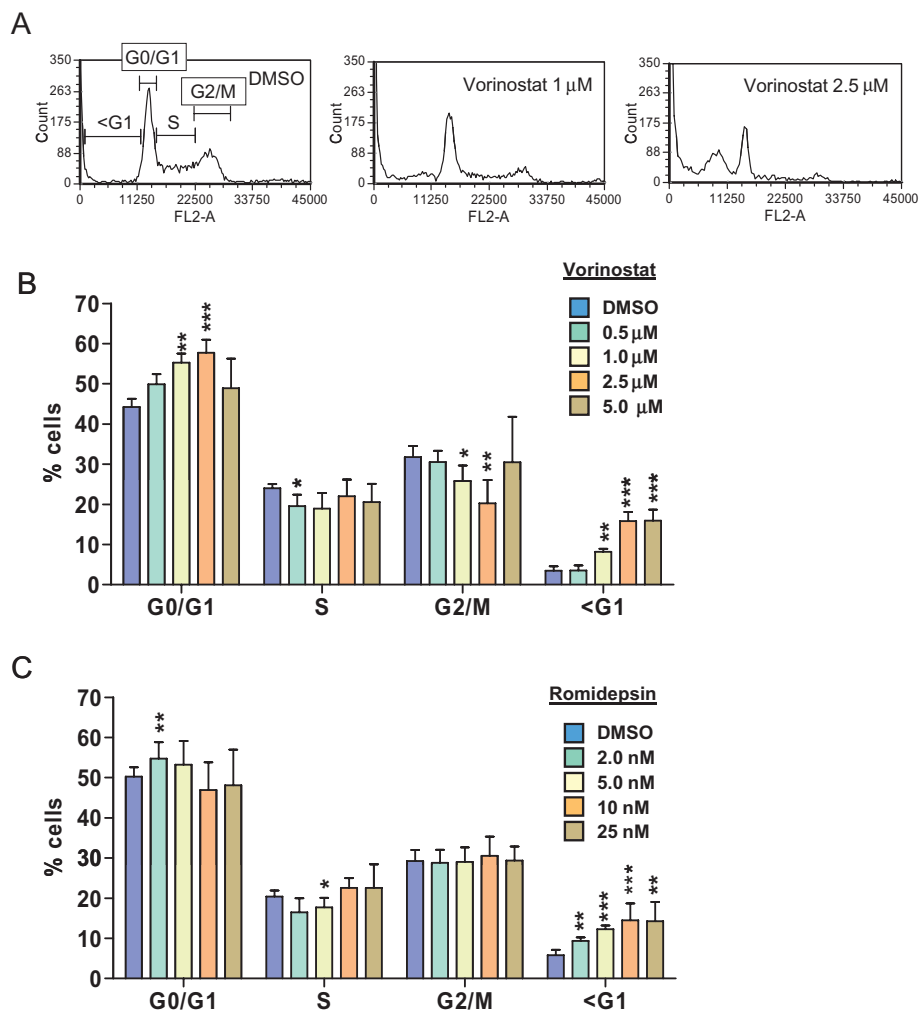 A
350
263
175
88
0
Count
G0/G1
DMSO
G2/M
<G1
S
0 11250 22500 33750 45000
FL2-A
350
263
175
88
0
Count
Vorinostat 1 μM
0 11250 22500 33750 45000
FL2-A
350
263
175
88
0
Count
Vorinostat 2.5 μM
0 11250 22500 33750 45000
FL2-A
B
70
60
50
40
30
20
10
0
% cells
** *** * * ** ** *** ***
G0/G1 S G2/M <G1
Vorinostat
DMSO
0.5 μM
1.0 μM
2.5 μM
5.0 μM
C
70
60
50
40
30
20
10
0
% cells
** * ** *** *** **
G0/G1 S G2/M <G1
Romidepsin
DMSO
2.0 nM
5.0 nM
10 nM
25 nM